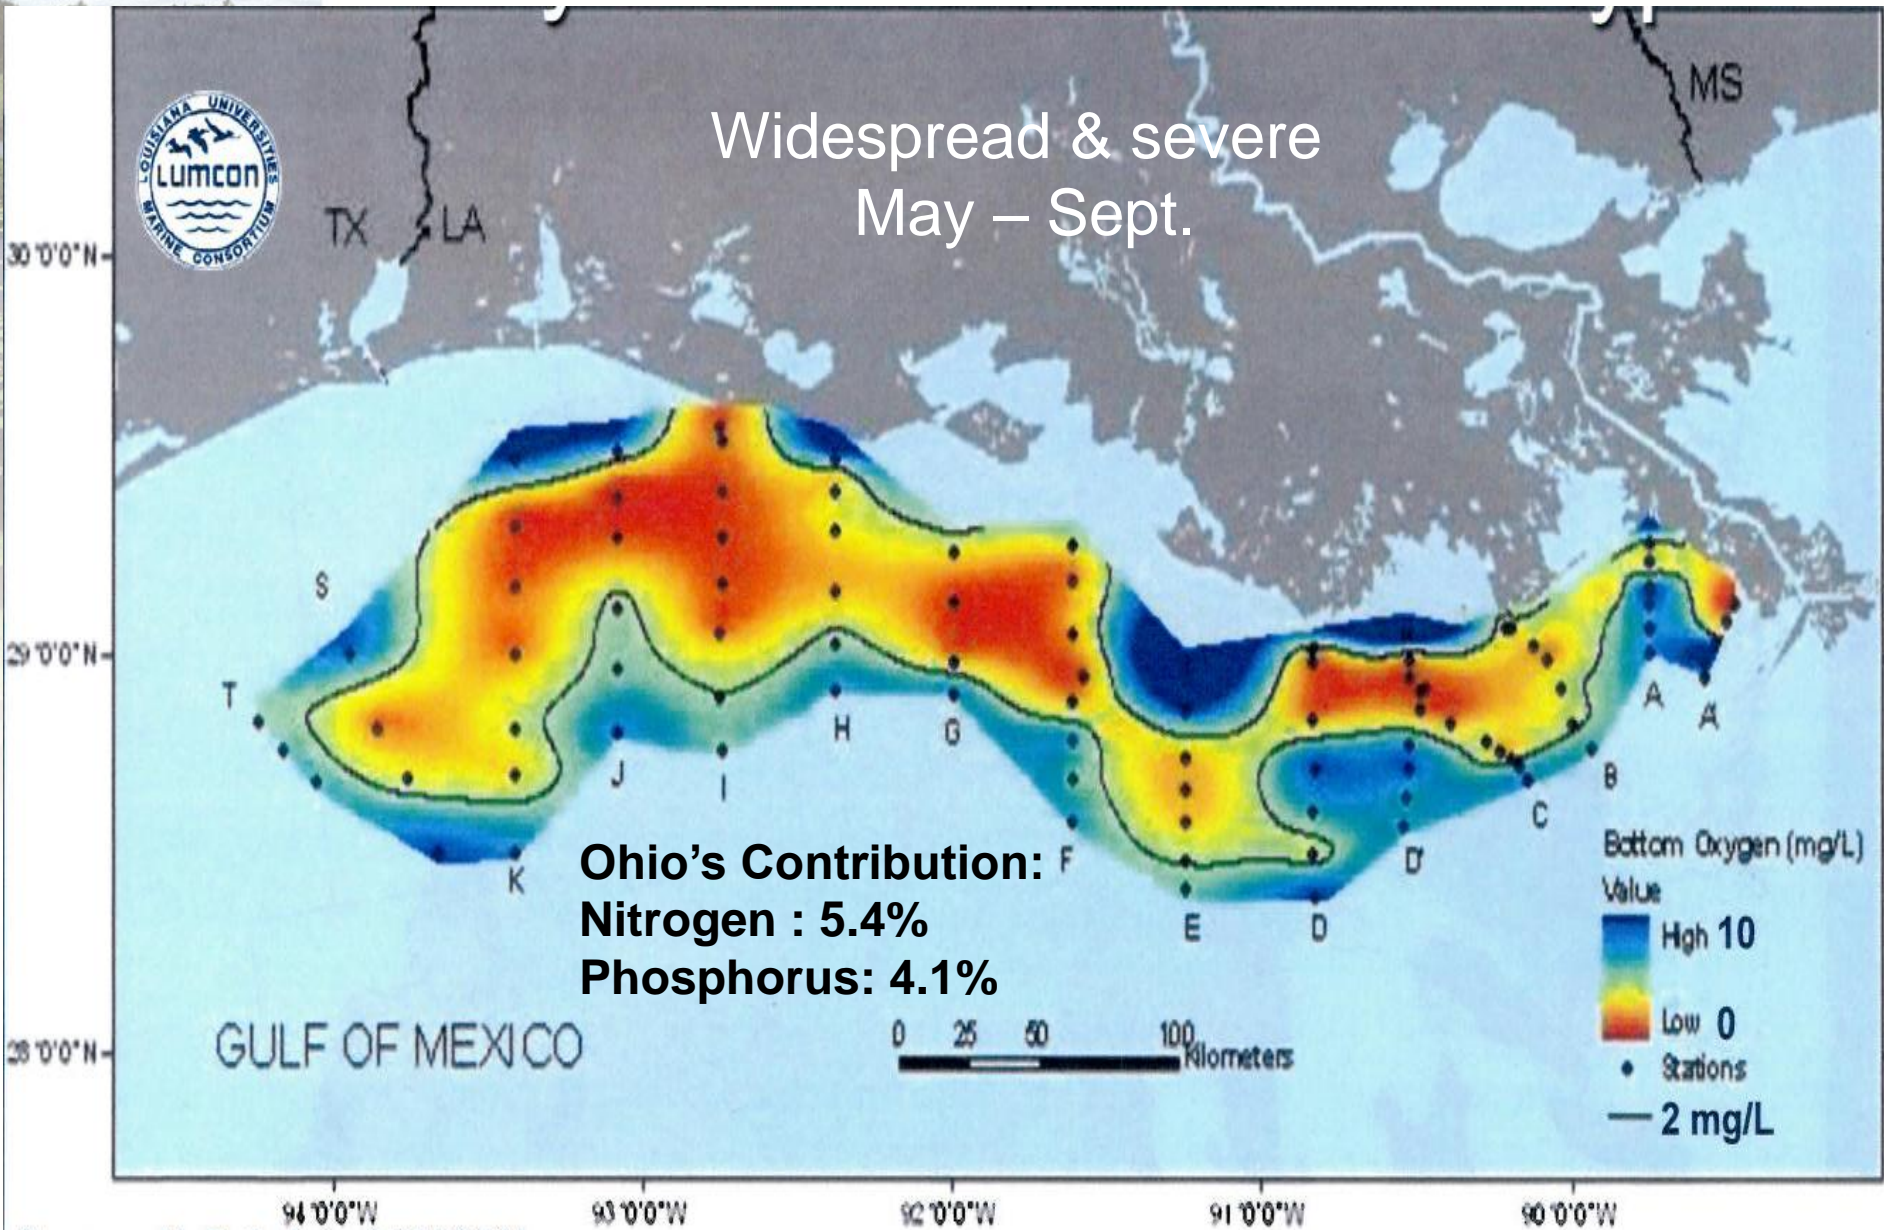 LOUISIANA UNIVERSITIES
LUMCON
MARINE CONSORTIUM
MS
Widespread & severe
May – Sept.
TX LA
30°0'0"N
29°0'0"N
28°0'0"N
S
T
K
J
I
H
G
F
E
D
D'
C
B
A
A'
Ohio’s Contribution:
Nitrogen : 5.4%
Phosphorus: 4.1%
GULF OF MEXICO
0 25 50 100
Kilometers
Bottom Oxygen (mg/L)
Value
High 10
Low 0
Stations
2 mg/L
94°0'0"W 93°0'0"W 92°0'0"W 91°0'0"W 90°0'0"W